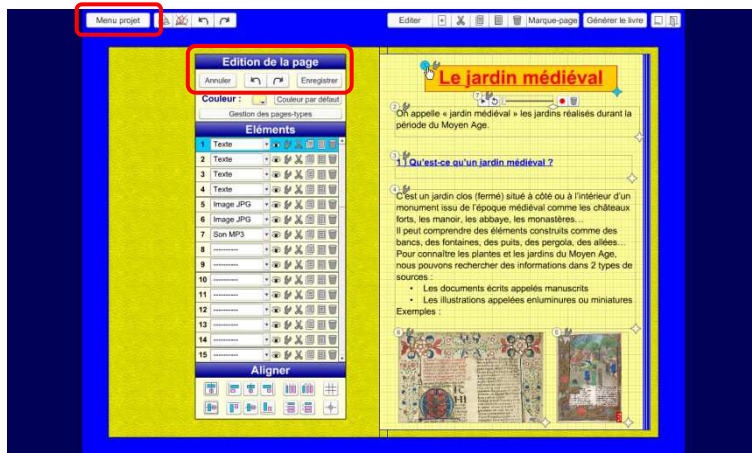 Menu projet
Editer
Marque-page
Générer le livre
Edition de la page
Annuler
Enregistrer
Couleur :
Couleur par défaut
Gestion des pages-types
Eléments
1 Texte
2 Texte
3 Texte
4 Texte
5 Image JPG
6 Image JPG
7 Son MP3
8 ----------
9 ----------
10 ----------
11 ----------
12 ----------
13 ----------
14 ----------
15 ----------
Aligner
Le jardin médiéval
7
2
On appelle « jardin médiéval » les jardins réalisés durant la
période du Moyen Age.
3
1 ) Qu'est-ce qu'un jardin médiéval ?
4
C'est un jardin clos (fermé) situé à côté ou à l'intérieur d'un
monument issu de l'époque médiéval comme les châteaux
forts, les manoir, les abbaye, les monastères…
Il peut comprendre des éléments construits comme des
bancs, des fontaines, des puits, des pergola, des allées…
Pour connaître les plantes et les jardins du Moyen Age,
nous pouvons rechercher des informations dans 2 types de
sources :
• Les documents écrits appelés manuscrits
• Les illustrations appelées enluminures ou miniatures
Exemples :